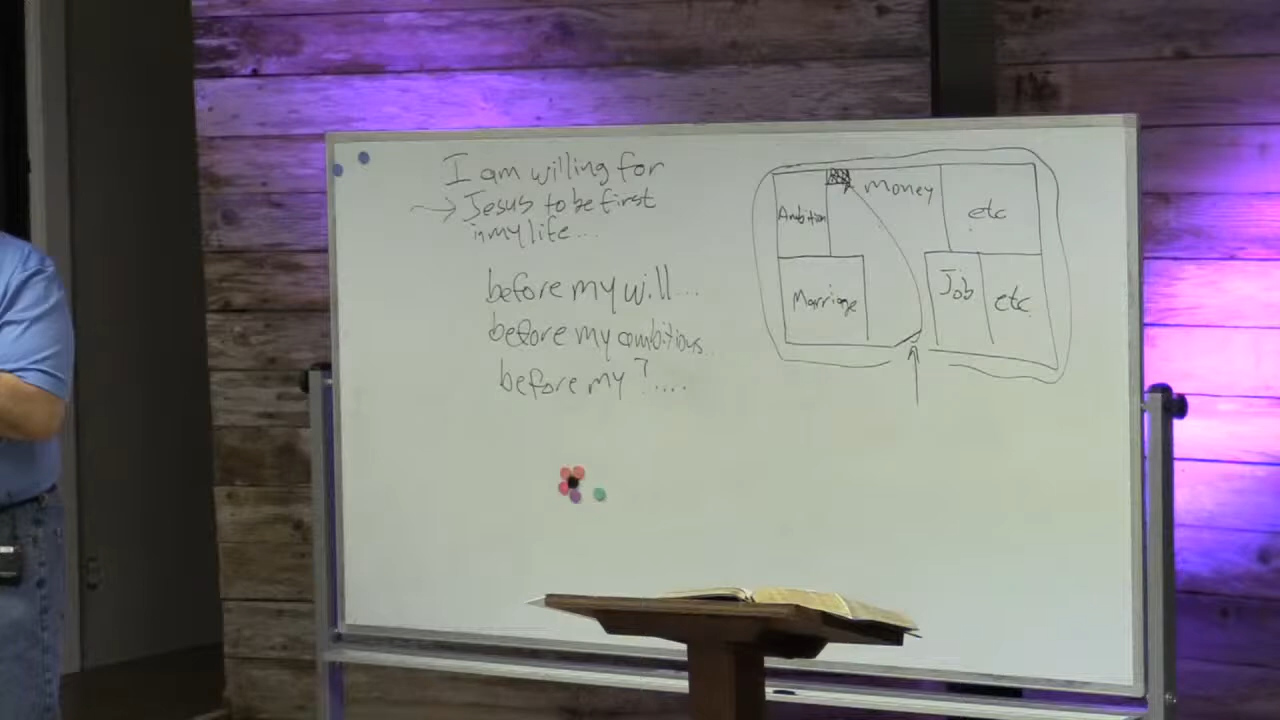 I am willing for
Jesus to be first
in my life...
before my will...
before my ambitions..
before my ?....
Money
Ambition
etc
Marriage
Job
etc